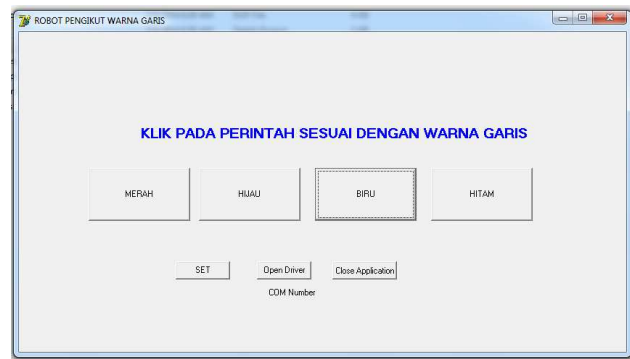 ROBOT PENGIKUT WARNA GARIS
KLIK PADA PERINTAH SESUAI DENGAN WARNA GARIS
MERAH HIJAU BIRU HITAM
SET Open Driver Close Application
COM Number